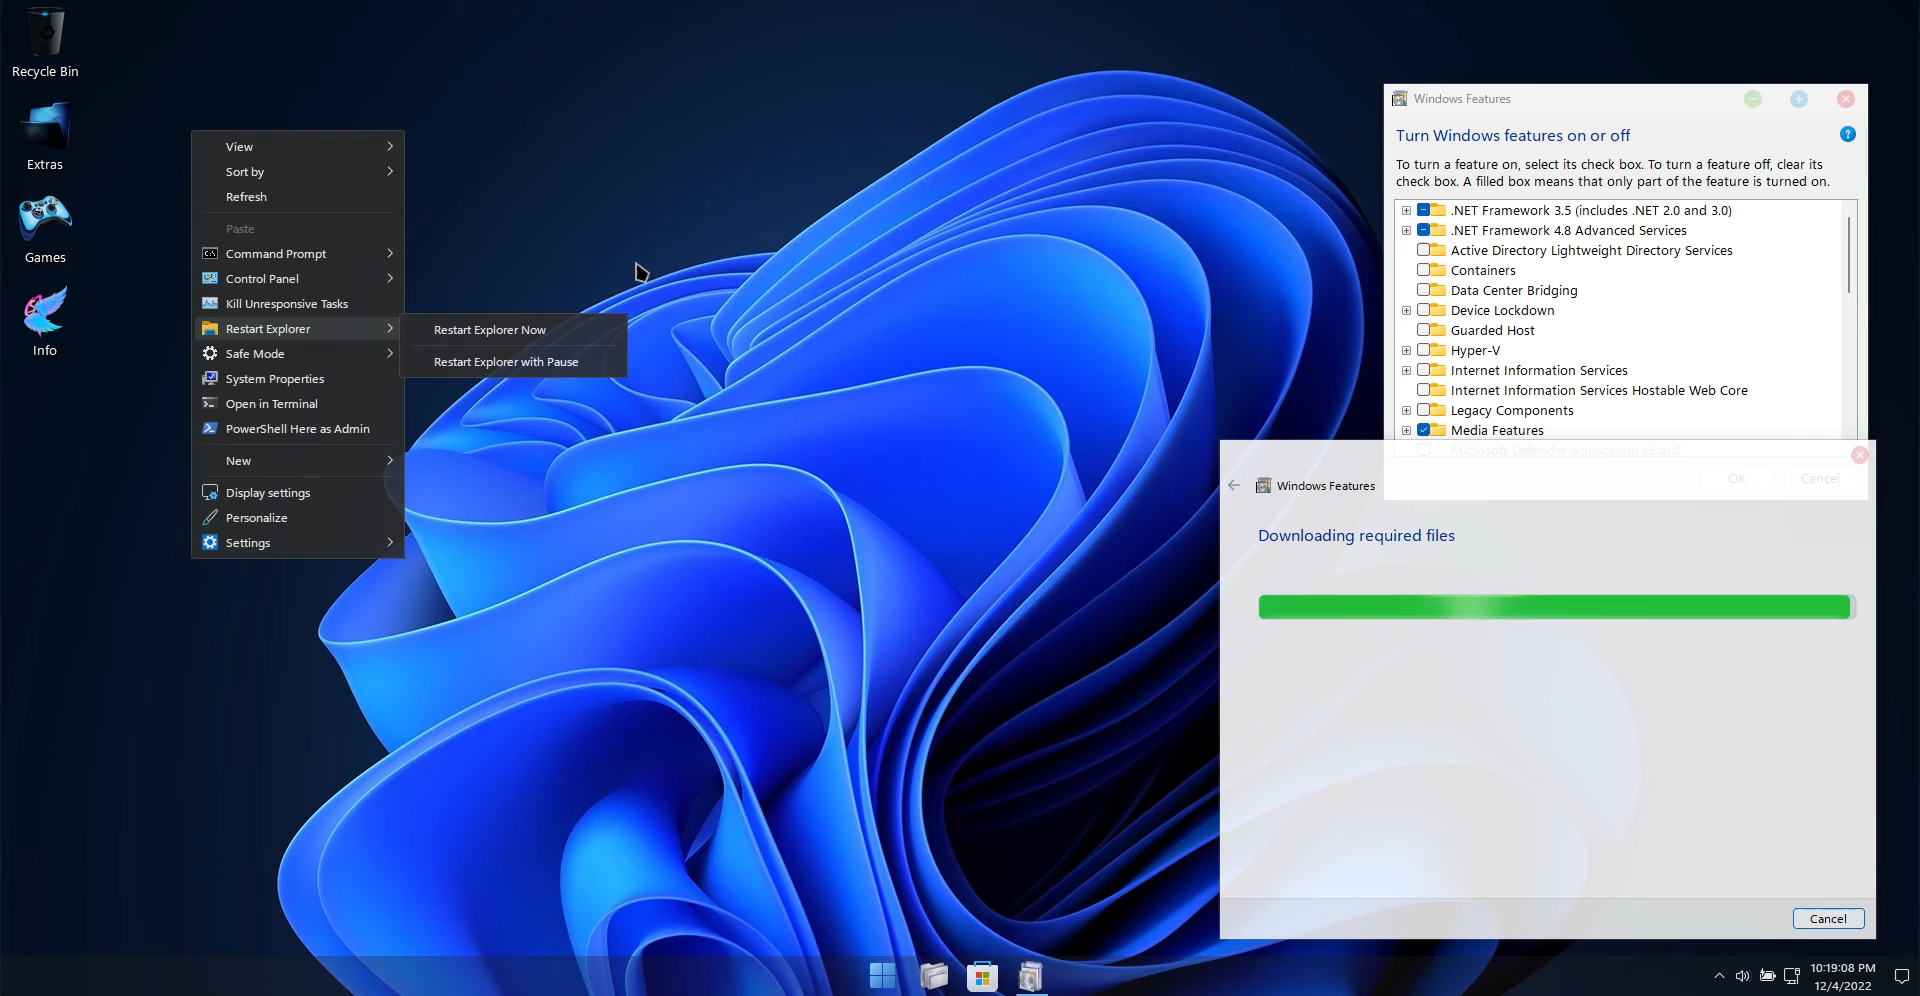 Recycle Bin
Extras
Games
Info
View
Sort by
Refresh
Paste
Command Prompt
Control Panel
Kill Unresponsive Tasks
Restart Explorer
Safe Mode
System Properties
Open in Terminal
PowerShell Here as Admin
New
Display settings
Personalize
Settings
Restart Explorer Now
Restart Explorer with Pause
Windows Features
Turn Windows features on or off
To turn a feature on, select its check box. To turn a feature off, clear its
check box. A filled box means that only part of the feature is turned on.
.NET Framework 3.5 (includes .NET 2.0 and 3.0)
.NET Framework 4.8 Advanced Services
Active Directory Lightweight Directory Services
Containers
Data Center Bridging
Device Lockdown
Guarded Host
Hyper-V
Internet Information Services
Internet Information Services Hostable Web Core
Legacy Components
Media Features
Microsoft Defender Application Guard
OK Cancel
Windows Features
Downloading required files
Cancel
10:19:08 PM
12/4/2022